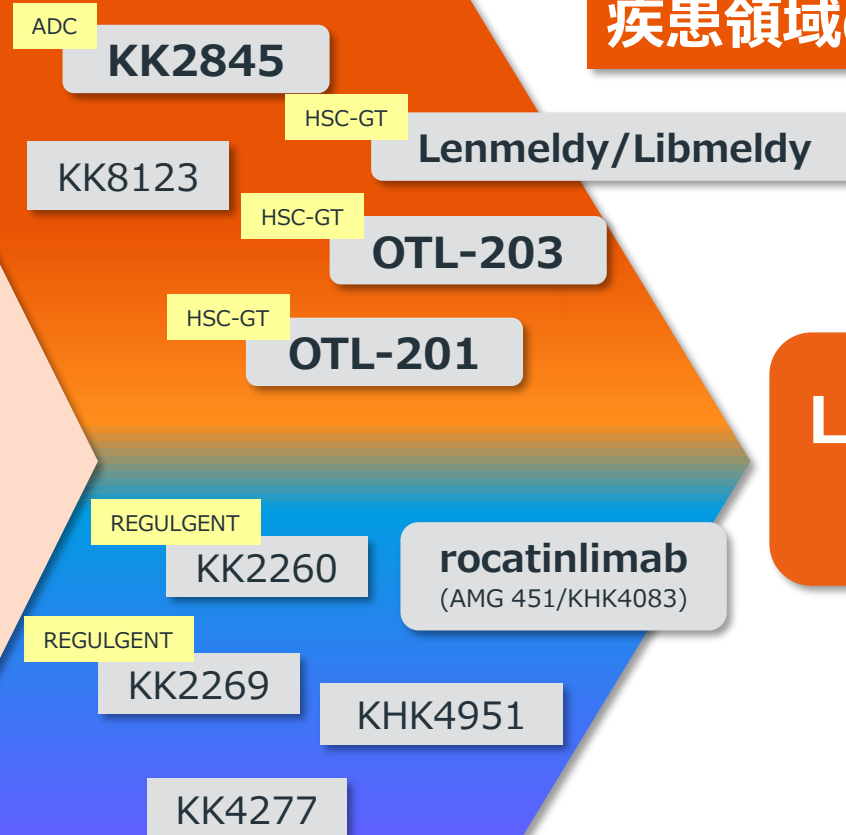 疾患領域の
ADC
KK2845
HSC-GT
Lenmeldy/Libmeldy
KK8123
HSC-GT
OTL-203
HSC-GT
OTL-201
L
REGULGENT
KK2260
rocatinlimab
(AMG 451/KHK4083)
REGULGENT
KK2269
KHK4951
KK4277